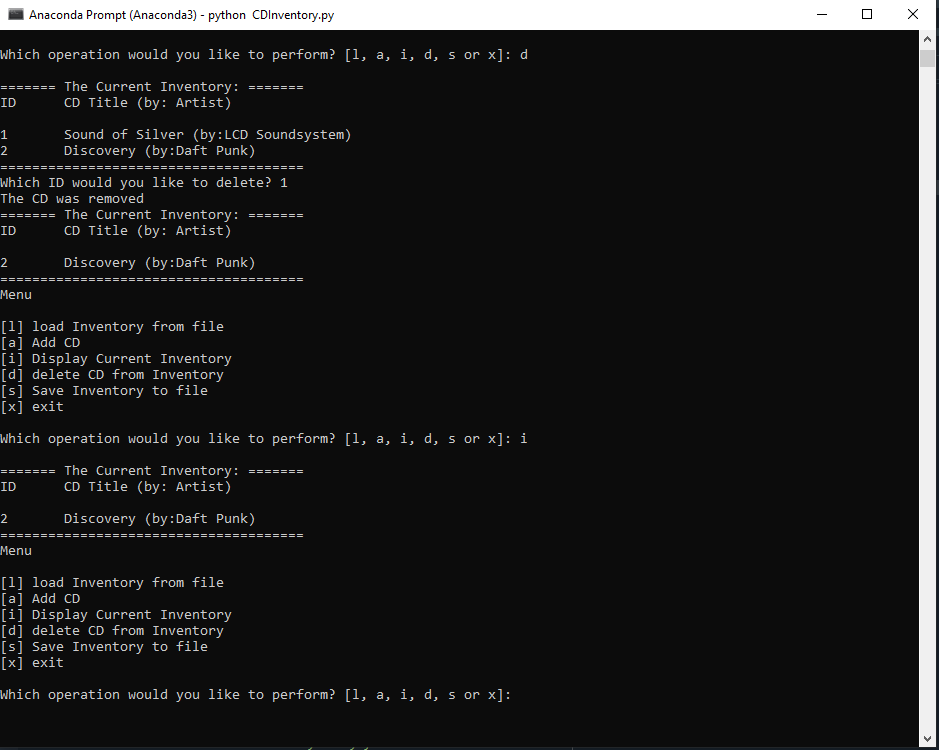 Anaconda Prompt (Anaconda3) - python  CDInventory.py
Which operation would you like to perform? [l, a, i, d, s or x]: d
======= The Current Inventory: =======
ID      CD Title (by: Artist)
1       Sound of Silver (by:LCD Soundsystem)
2       Discovery (by:Daft Punk)
======================================
Which ID would you like to delete? 1
The CD was removed
======= The Current Inventory: =======
ID      CD Title (by: Artist)
2       Discovery (by:Daft Punk)
======================================
Menu
[l] load Inventory from file
[a] Add CD
[i] Display Current Inventory
[d] delete CD from Inventory
[s] Save Inventory to file
[x] exit
Which operation would you like to perform? [l, a, i, d, s or x]: i
======= The Current Inventory: =======
ID      CD Title (by: Artist)
2       Discovery (by:Daft Punk)
======================================
Menu
[l] load Inventory from file
[a] Add CD
[i] Display Current Inventory
[d] delete CD from Inventory
[s] Save Inventory to file
[x] exit
Which operation would you like to perform? [l, a, i, d, s or x]: